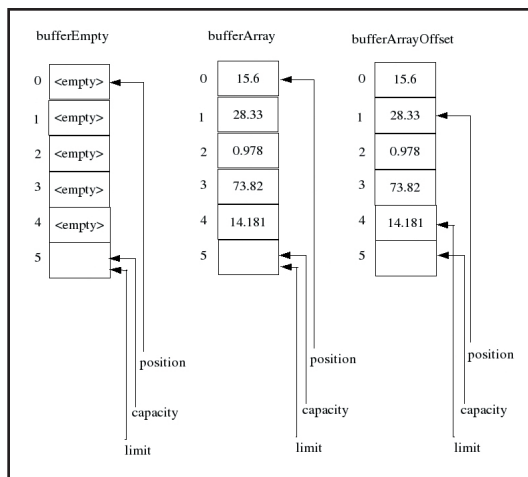 bufferEmpty
0 <empty>
1 <empty>
2 <empty>
3 <empty>
4 <empty>
5
position
capacity
limit
bufferArray
0 15.6
1 28.33
2 0.978
3 73.82
4 14.181
5
position
capacity
limit
bufferArrayOffset
0 15.6
1 28.33
2 0.978
3 73.82
4 14.181
5
position
capacity
limit